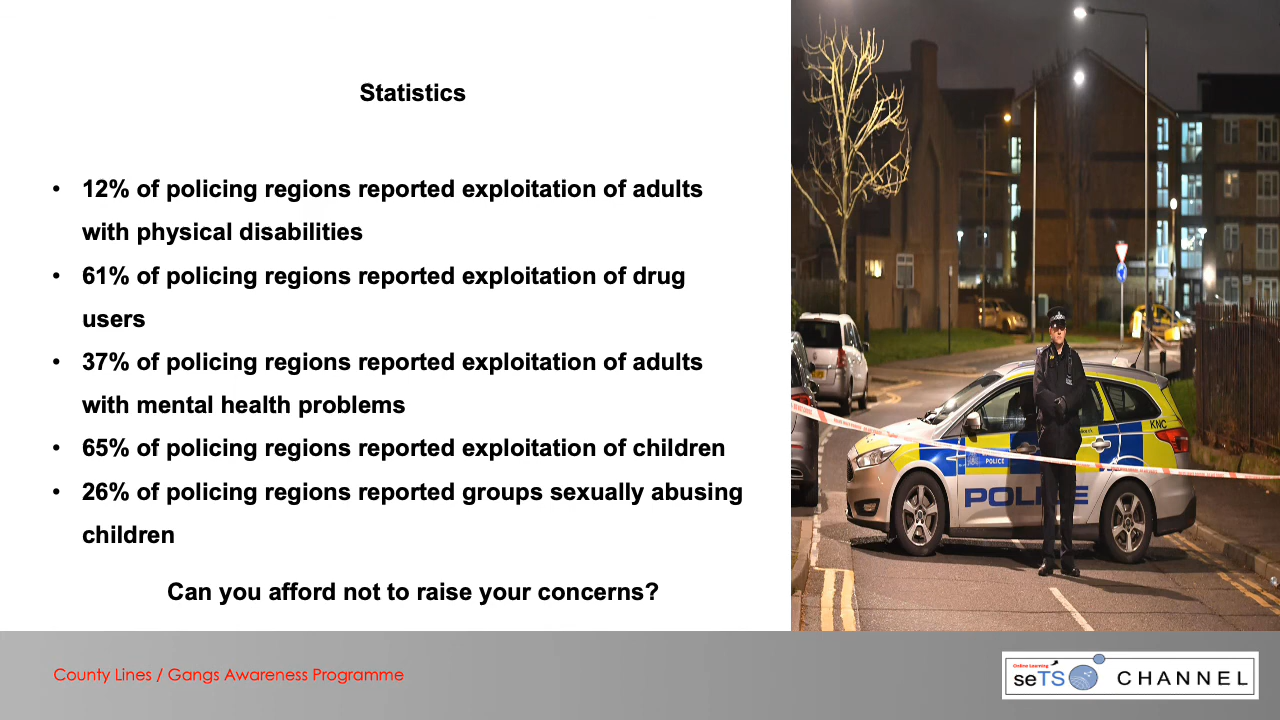 Statistics
• 12% of policing regions reported exploitation of adults
with physical disabilities
• 61% of policing regions reported exploitation of drug
users
• 37% of policing regions reported exploitation of adults
with mental health problems
• 65% of policing regions reported exploitation of children
• 26% of policing regions reported groups sexually abusing
children
Can you afford not to raise your concerns?
KNC
POLICE
POLICE
County Lines / Gangs Awareness Programme
Online Learning
seTS CHANNEL